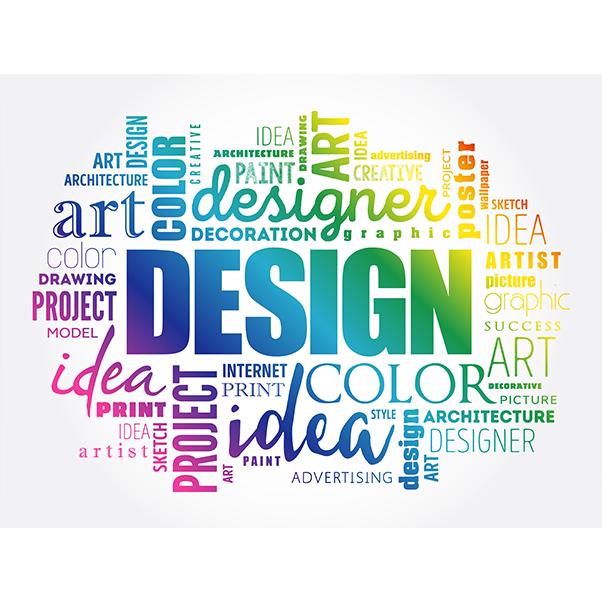 DESIGN
COLOR
CREATIVE
IDEA
ARCHITECTURE
PAINT
DRAWING
ART
IDEA
advertising
CREATIVE
PROJECT
poster
wallpaper
SKETCH
ART
ARCHITECTURE
art
designer
IDEA
color
DECORATION
graphic
ARTIST
DRAWING
PROJECT
MODEL
DESIGN
picture
graphic
SUCCESS
ART
idea
PRINT
IDEA
artist
SKETCH
PROJECT
INTERNET
PRINT
COLOR
DECORATIVE
PICTURE
idea
STYLE
design
ARCHITECTURE
DESIGNER
ART
PAINT
ADVERTISING
ART